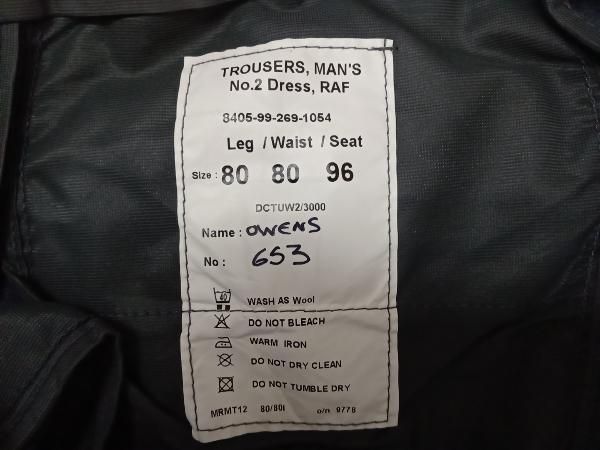 TROUSERS, MAN'S
No.2 Dress, RAF
8405-99-269-1054
Leg / Waist / Seat
Size : 80 80 96
DCTUW2/3000
Name : OWENS
No : 653
40
WASH AS Wool
DO NOT BLEACH
WARM IRON
DO NOT DRY CLEAN
DO NOT TUMBLE DRY
MRMT12 80/80I o/n 9778